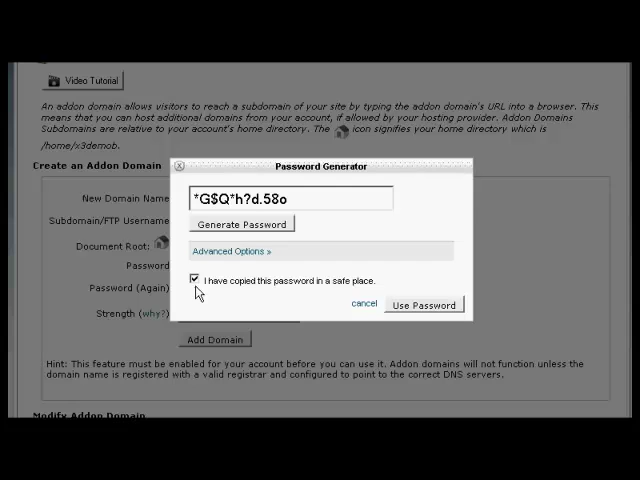 Video Tutorial
An addon domain allows visitors to reach a subdomain of your site by typing the addon domain's URL into a browser. This
means that you can host additional domains from your account, if allowed by your hosting provider. Addon Domains
Subdomains are relative to your account's home directory. The icon signifies your home directory which is
/home/x3demob.
Create an Addon Domain
Password Generator
New Domain Name
*G$Q*h?d.58o
Subdomain/FTP Username
Generate Password
Document Root:
Advanced Options »
Password
I have copied this password in a safe place.
Password (Again)
cancel
Use Password
Strength (why?)
Add Domain
Hint: This feature must be enabled for your account before you can use it. Addon domains will not function unless the
domain name is registered with a valid registrar and configured to point to the correct DNS servers.
Modify Addon Domain